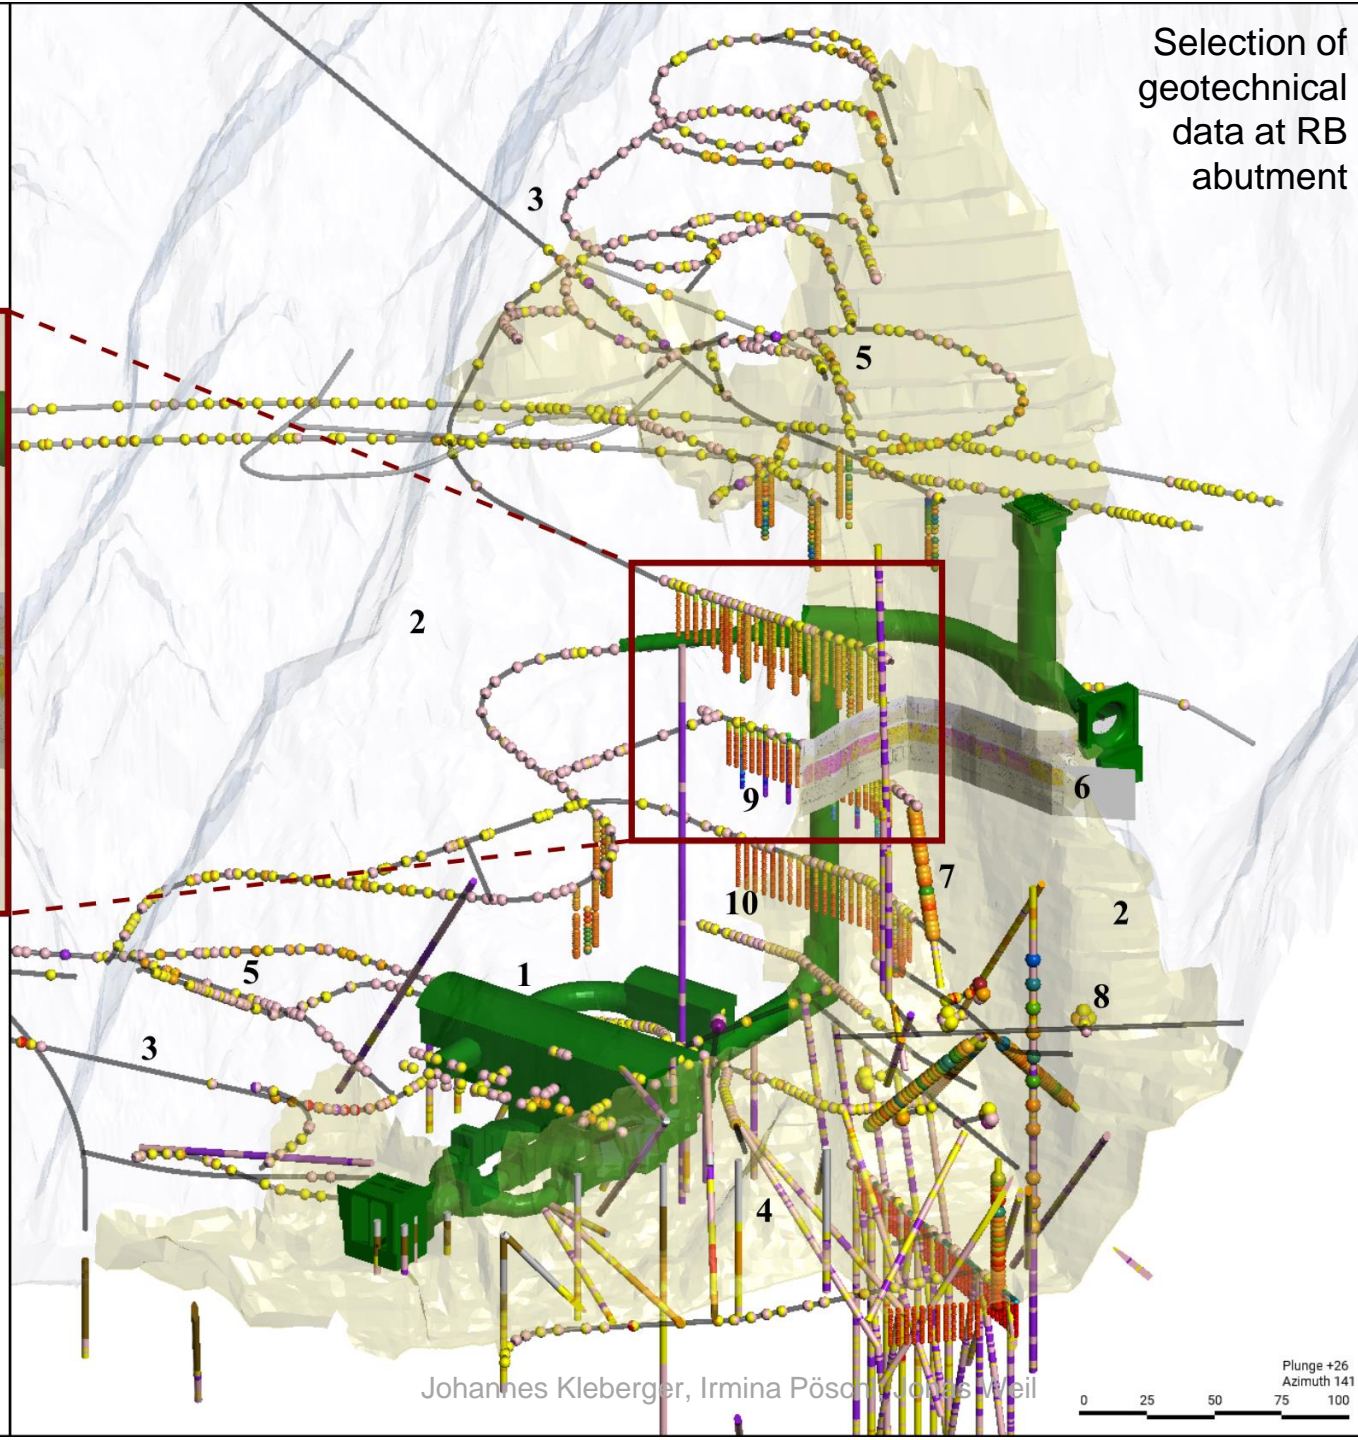 Selection of
geotechnical
data at RB
abutment
3
5
2
6
9
7
10
2
5
1
8
3
4
Plunge +26
Azimuth 141
0 25 50 75 100
Johannes Kleberger, Irmina Pöschl, Jonas Weil